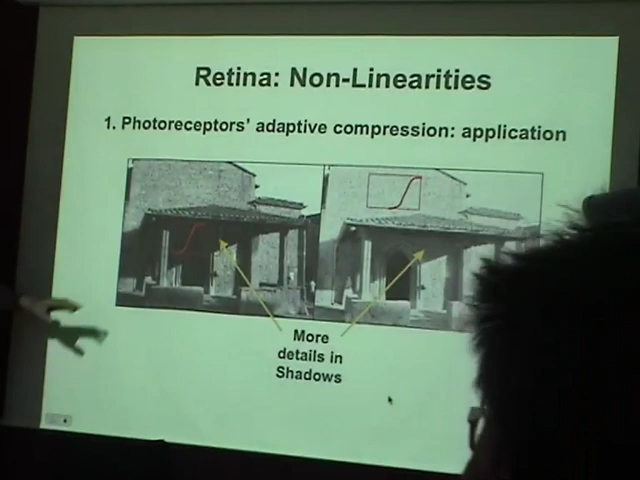 Retina: Non-Linearities
1. Photoreceptors' adaptive compression: application
More
details in
Shadows